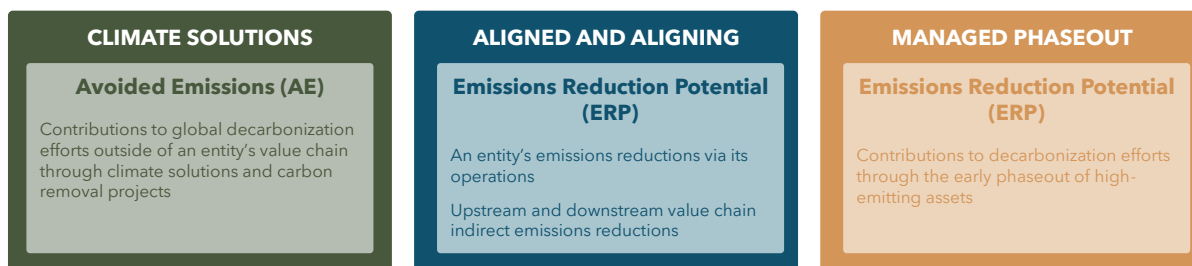 CLIMATE SOLUTIONS
Avoided Emissions (AE)
Contributions to global decarbonization
efforts outside of an entity’s value chain
through climate solutions and carbon
removal projects
ALIGNED AND ALIGNING
Emissions Reduction Potential
(ERP)
An entity’s emissions reductions via its
operations
Upstream and downstream value chain
indirect emissions reductions
MANAGED PHASEOUT
Emissions Reduction Potential
(ERP)
Contributions to decarbonization efforts
through the early phaseout of high-
emitting assets